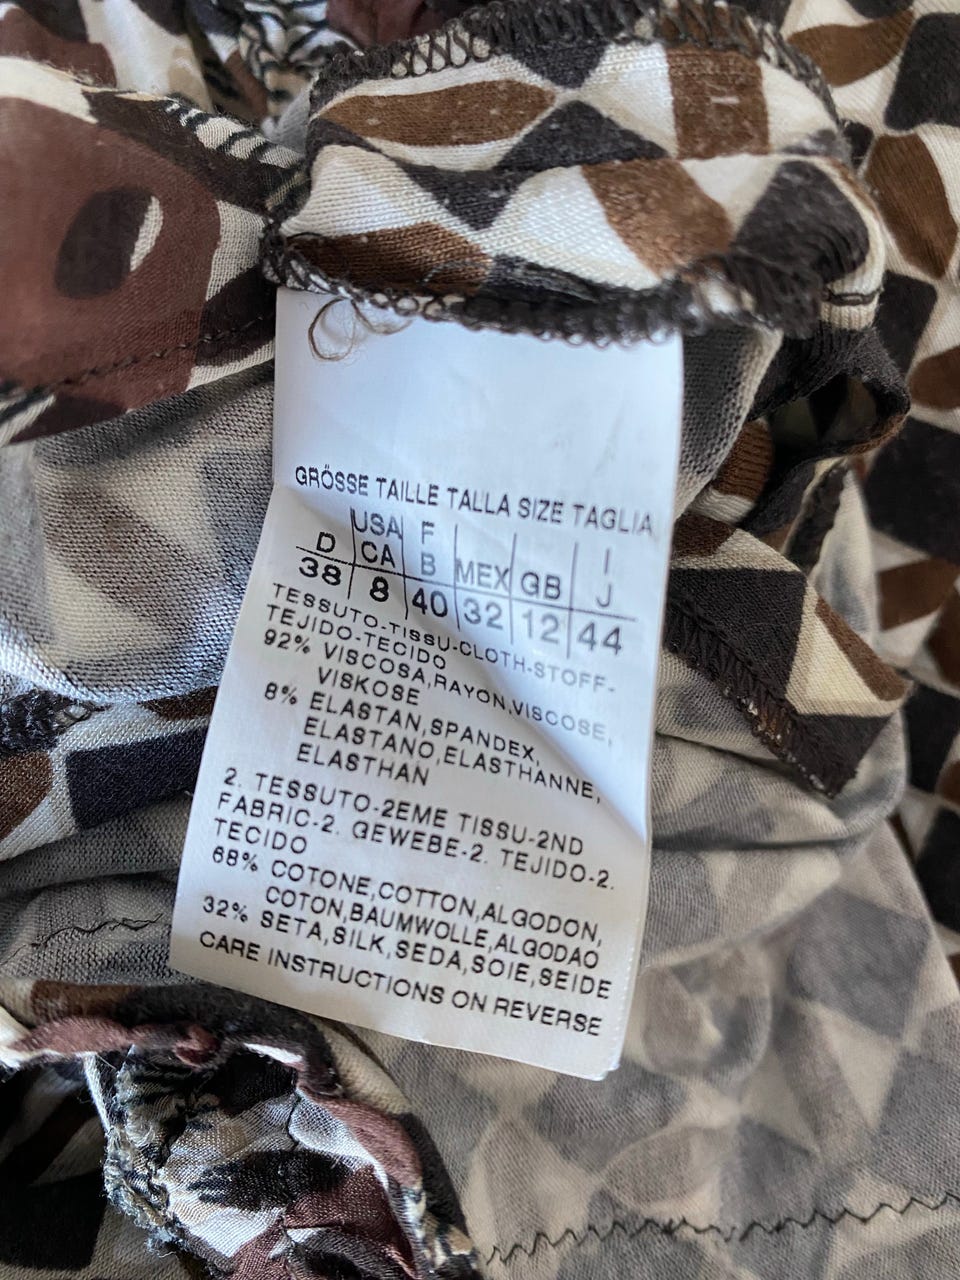 GRÖSSE TAILLE TALLA SIZE TAGLIA
D USA CA F B MEX GB I J
38 8 40 32 12 44
TESSUTO-TISSU-CLOTH-STOFF-
TEJIDO-TECIDO
92% VISCOSA,RAYON,VISCOSE,
VISKOSE
8% ELASTAN,SPANDEX,
ELASTANO,ELASTHANNE,
ELASTHAN
2. TESSUTO-2EME TISSU-2ND
FABRIC-2. GEWEBE-2. TEJIDO-2.
TECIDO
68% COTONE,COTTON,ALGODON,
COTON,BAUMWOLLE,ALGODAO
32% SETA,SILK,SEDA,SOIE,SEIDE
CARE INSTRUCTIONS ON REVERSE